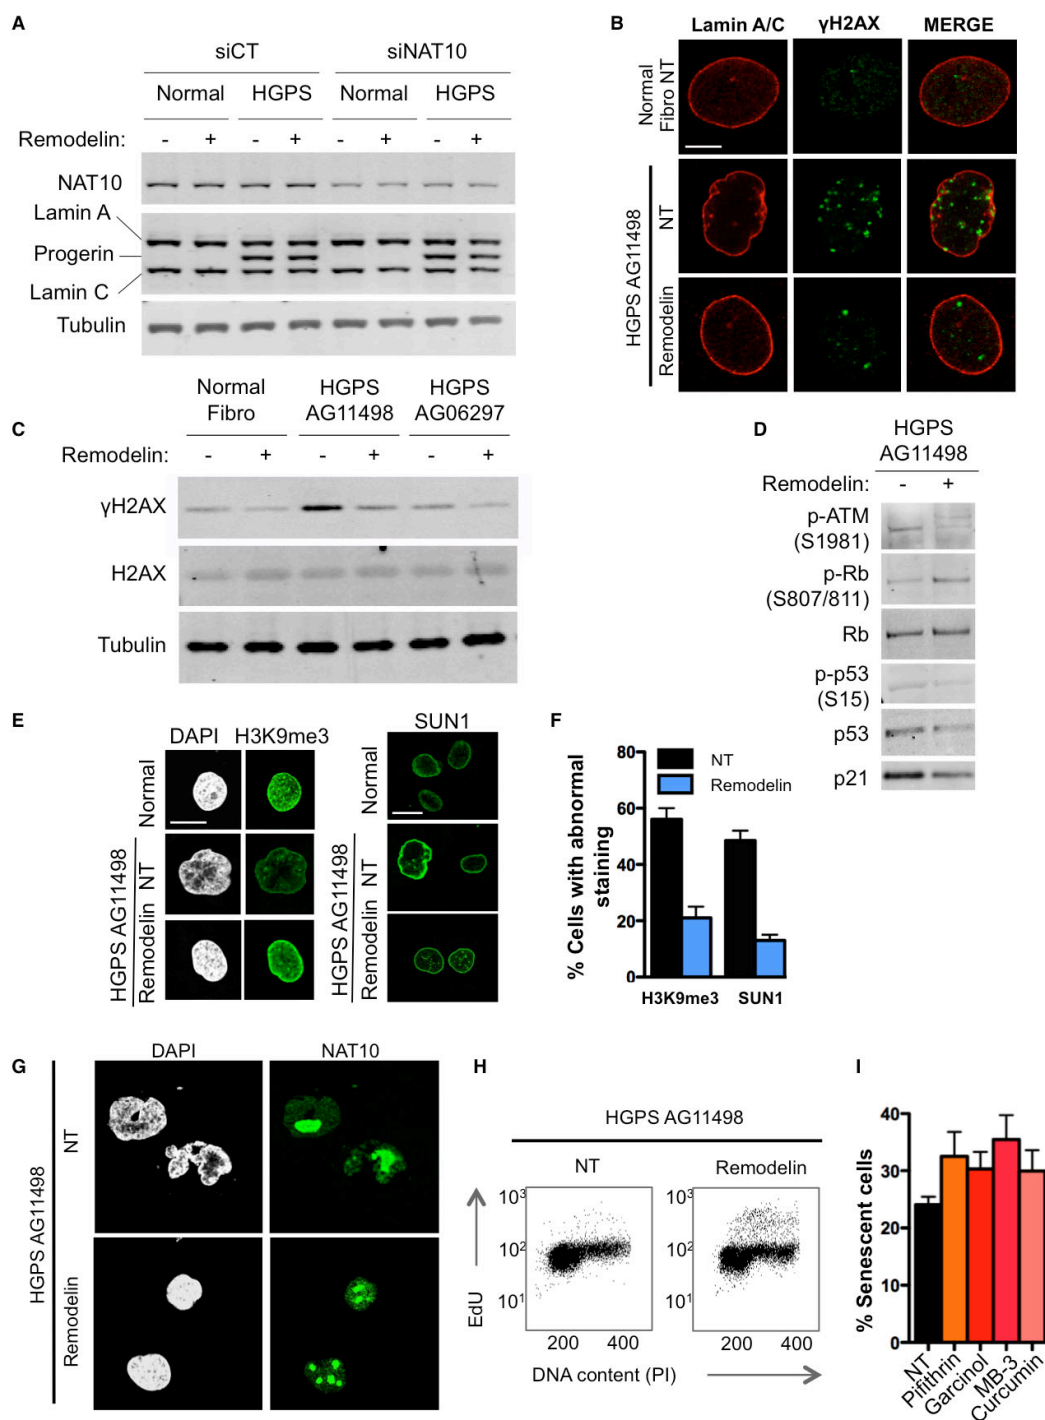 A
siCT siNAT10
Normal HGPS Normal HGPS
Remodelin: - + - + - + - +
NAT10
Lamin A
Progerin
Lamin C
Tubulin
B
Lamin A/C γH2AX MERGE
Normal
Fibro NT
HGPS AG11498
NT
Remodelin
C
Normal
Fibro
HGPS
AG11498
HGPS
AG06297
Remodelin: - + - + - +
γH2AX
H2AX
Tubulin
D
HGPS
AG11498
Remodelin: - +
p-ATM
(S1981)
p-Rb
(S807/811)
Rb
p-p53
(S15)
p53
p21
E
DAPI H3K9me3
Normal
HGPS AG11498
NT
Remodelin
SUN1
Normal
HGPS AG11498
NT
Remodelin
F
% Cells with abnormal
staining
80
60
40
20
0
NT
Remodelin
H3K9me3 SUN1
G
DAPI NAT10
HGPS AG11498
NT
Remodelin
H
HGPS AG11498
NT Remodelin
EdU
10³ 10³
10² 10²
10¹ 10¹
200 400 200 400
DNA content (PI)
I
% Senescent cells
40
30
20
10
0
NT
Pifithrin
Garcinol
MB-3
Curcumin